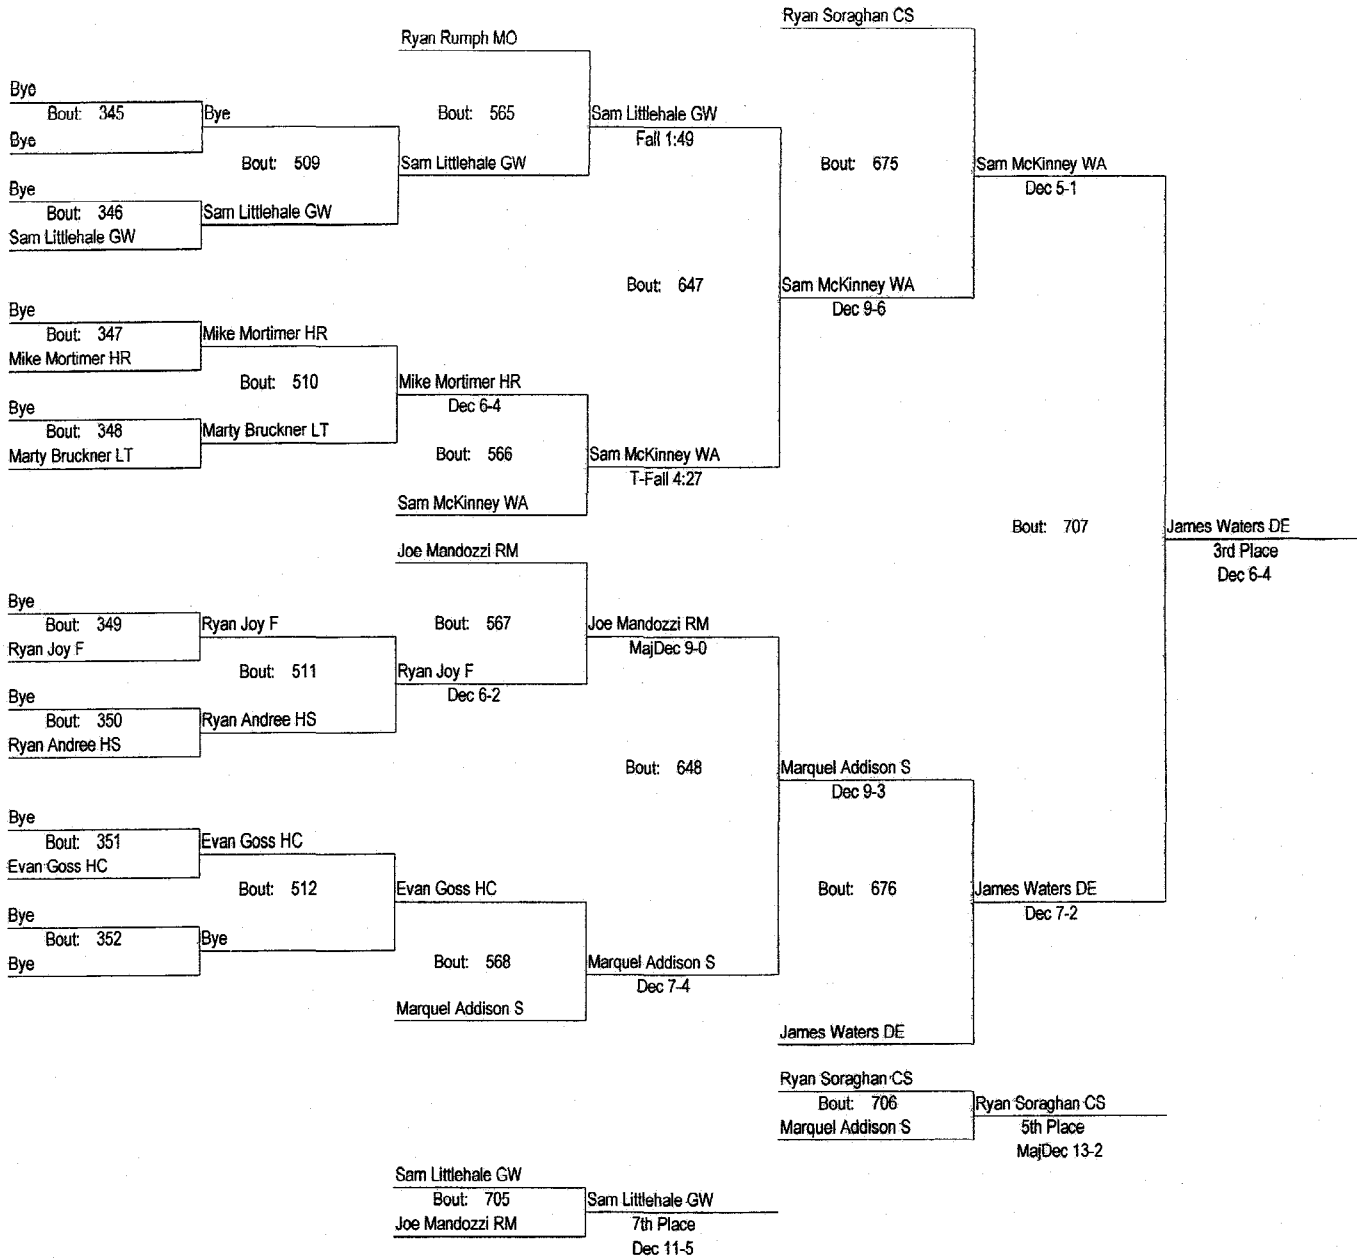 Ryan Soraghan CS
Ryan Rumph MO
Bye
Bout: 345
Bye
Bye
Bout: 509
Bye
Bout: 346
Sam Littlehale GW
Sam Littlehale GW
Bout: 565
Sam Littlehale GW
Sam Littlehale GW
Fall 1:49
Bout: 675
Sam McKinney WA
Dec 5-1
Bout: 647
Sam McKinney WA
Dec 9-6
Bye
Bout: 347
Mike Mortimer HR
Mike Mortimer HR
Bout: 510
Mike Mortimer HR
Dec 6-4
Bye
Bout: 348
Marty Bruckner LT
Marty Bruckner LT
Bout: 566
Sam McKinney WA
T-Fall 4:27
Sam McKinney WA
Bout: 707
James Waters DE
3rd Place
Dec 6-4
Joe Mandozzi RM
Bye
Bout: 349
Ryan Joy F
Ryan Joy F
Bout: 567
Joe Mandozzi RM
MajDec 9-0
Bout: 511
Ryan Joy F
Dec 6-2
Bye
Bout: 350
Ryan Andree HS
Ryan Andree HS
Bout: 648
Marquel Addison S
Dec 9-3
Bye
Bout: 351
Evan Goss HC
Evan Goss HC
Bout: 512
Evan Goss HC
Bout: 676
James Waters DE
Dec 7-2
Bye
Bout: 352
Bye
Bye
Bout: 568
Marquel Addison S
Dec 7-4
Marquel Addison S
James Waters DE
Ryan Soraghan CS
Bout: 706
Marquel Addison S
Ryan Soraghan CS
5th Place
MajDec 13-2
Sam Littlehale GW
Bout: 705
Joe Mandozzi RM
Sam Littlehale GW
7th Place
Dec 11-5